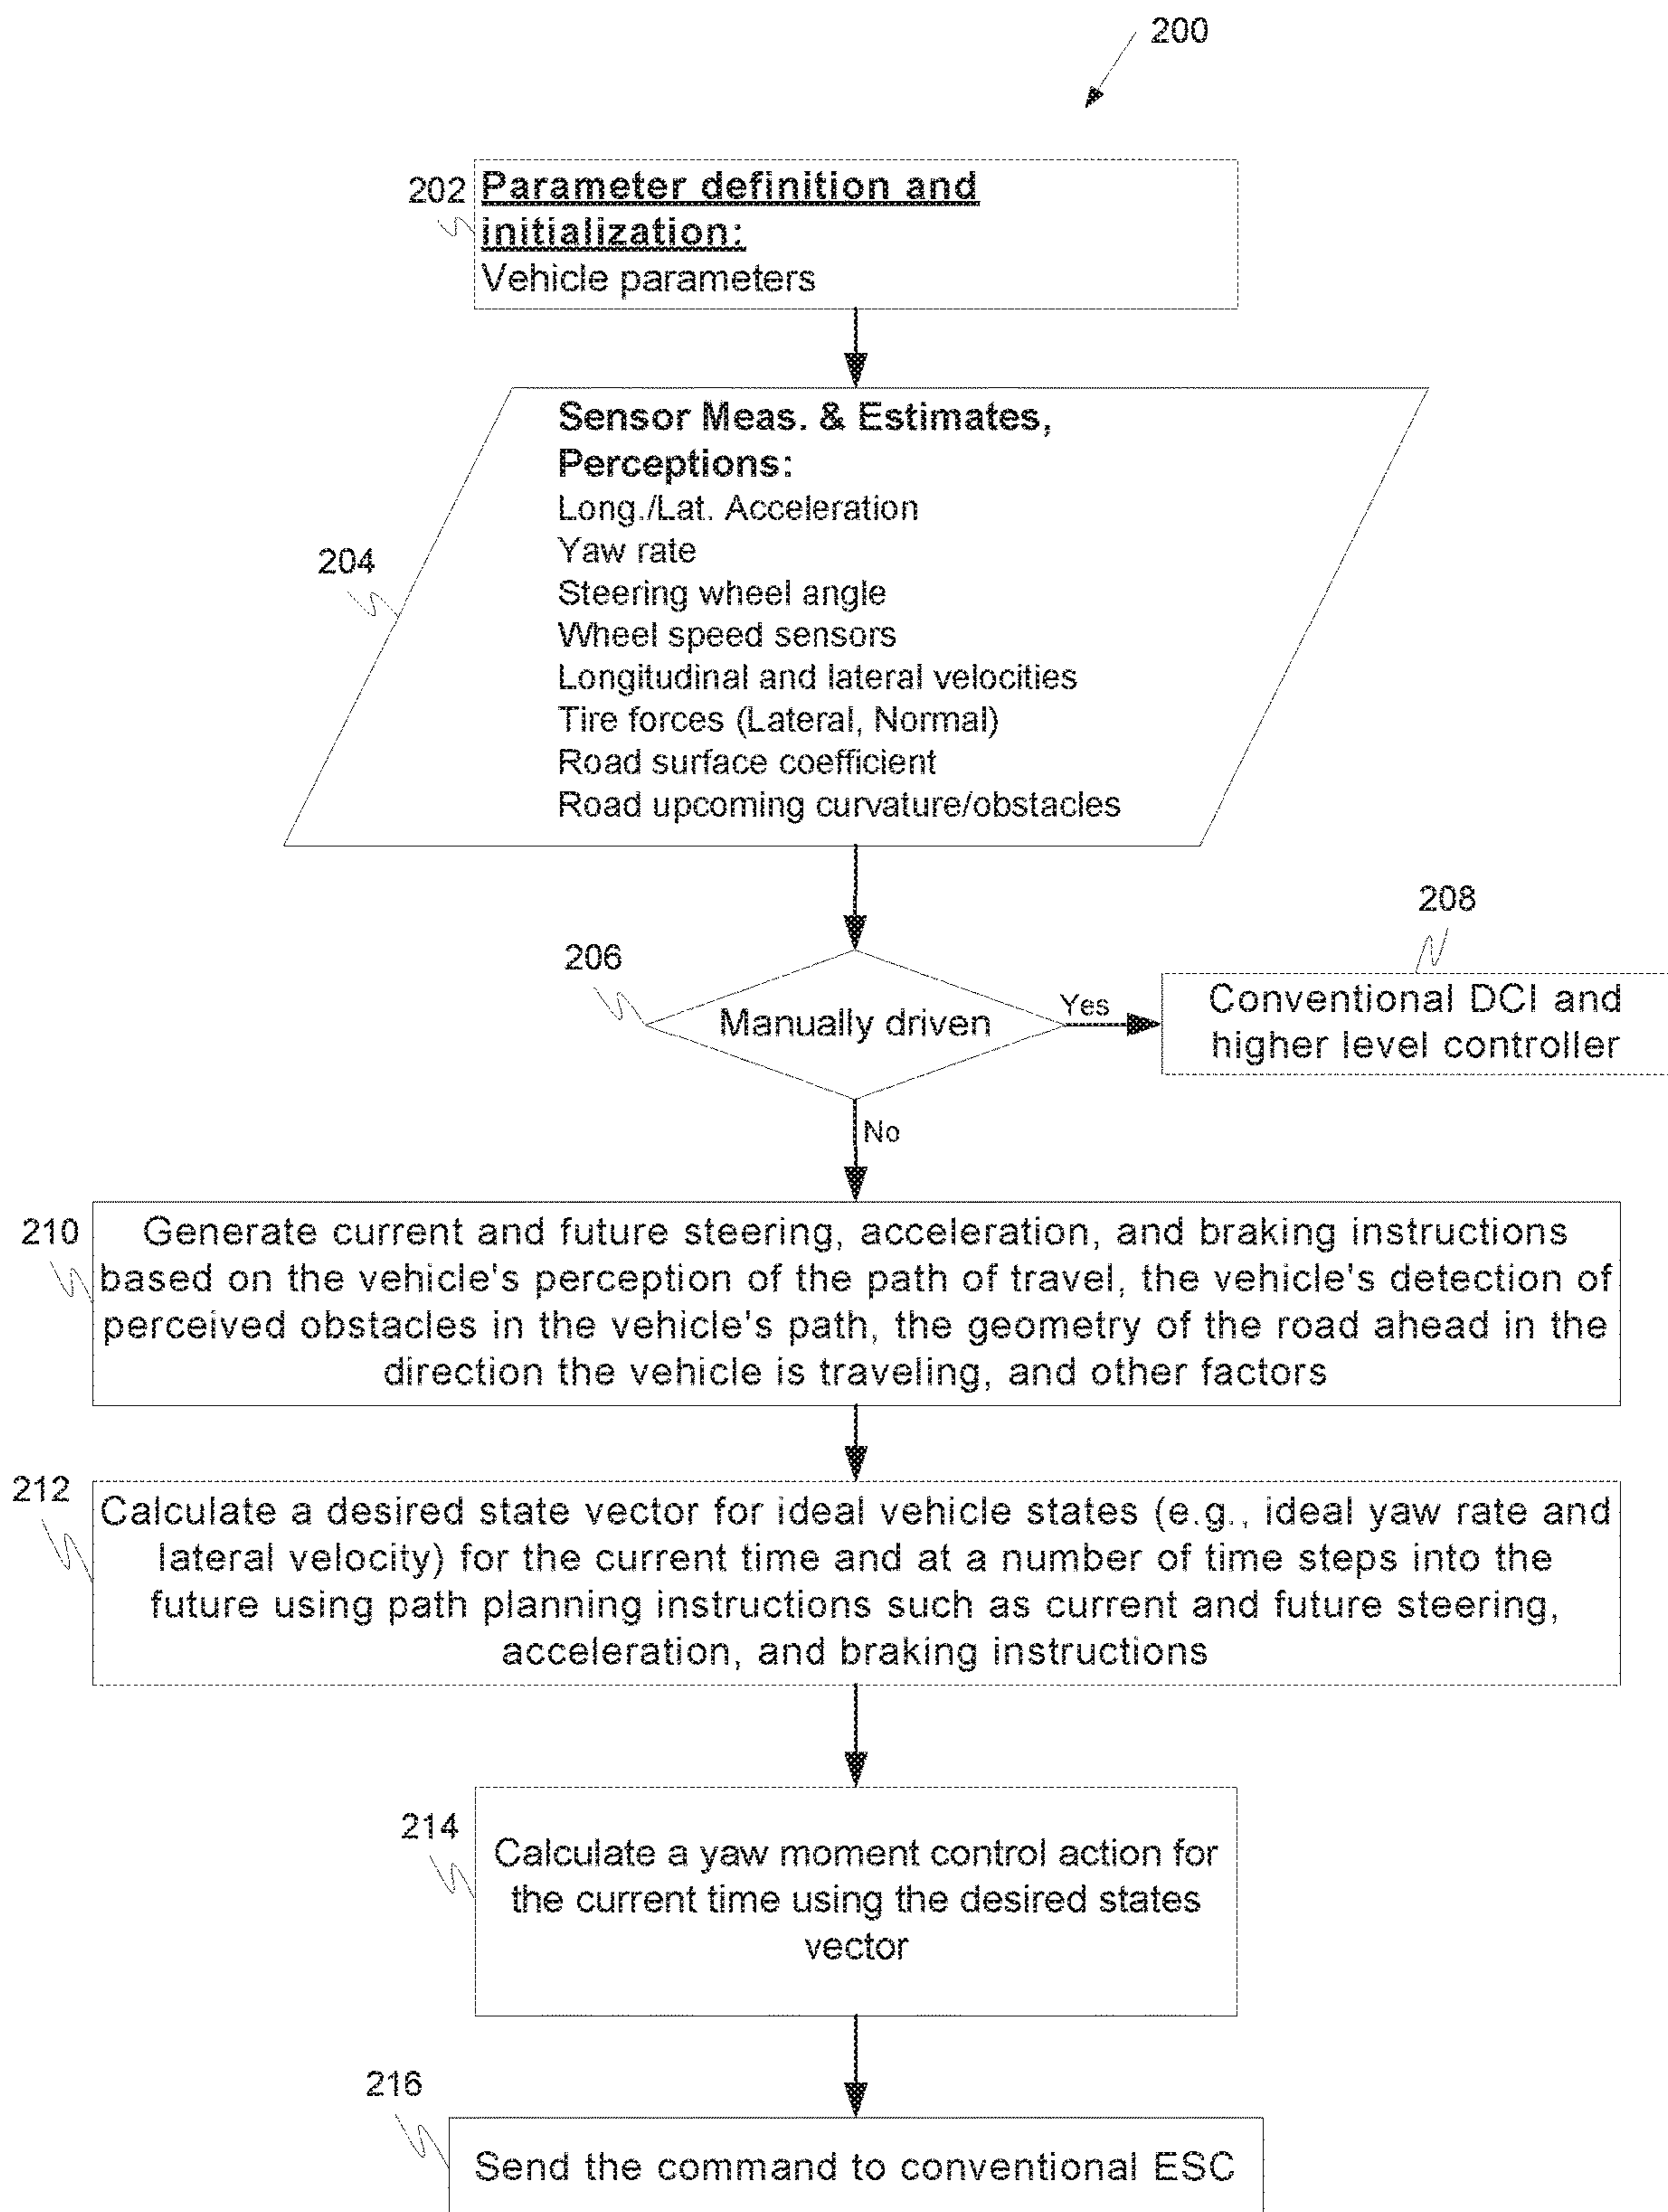 200
202
Parameter definition and
initialization:
Vehicle parameters
204
Sensor Meas. & Estimates,
Perceptions:
Long./Lat. Acceleration
Yaw rate
Steering wheel angle
Wheel speed sensors
Longitudinal and lateral velocities
Tire forces (Lateral, Normal)
Road surface coefficient
Road upcoming curvature/obstacles
206
Manually driven
Yes
208
Conventional DCI and
higher level controller
No
210
Generate current and future steering, acceleration, and braking instructions
based on the vehicle's perception of the path of travel, the vehicle's detection of
perceived obstacles in the vehicle's path, the geometry of the road ahead in the
direction the vehicle is traveling, and other factors
212
Calculate a desired state vector for ideal vehicle states (e.g., ideal yaw rate and
lateral velocity) for the current time and at a number of time steps into the
future using path planning instructions such as current and future steering,
acceleration, and braking instructions
214
Calculate a yaw moment control action for
the current time using the desired states
vector
216
Send the command to conventional ESC